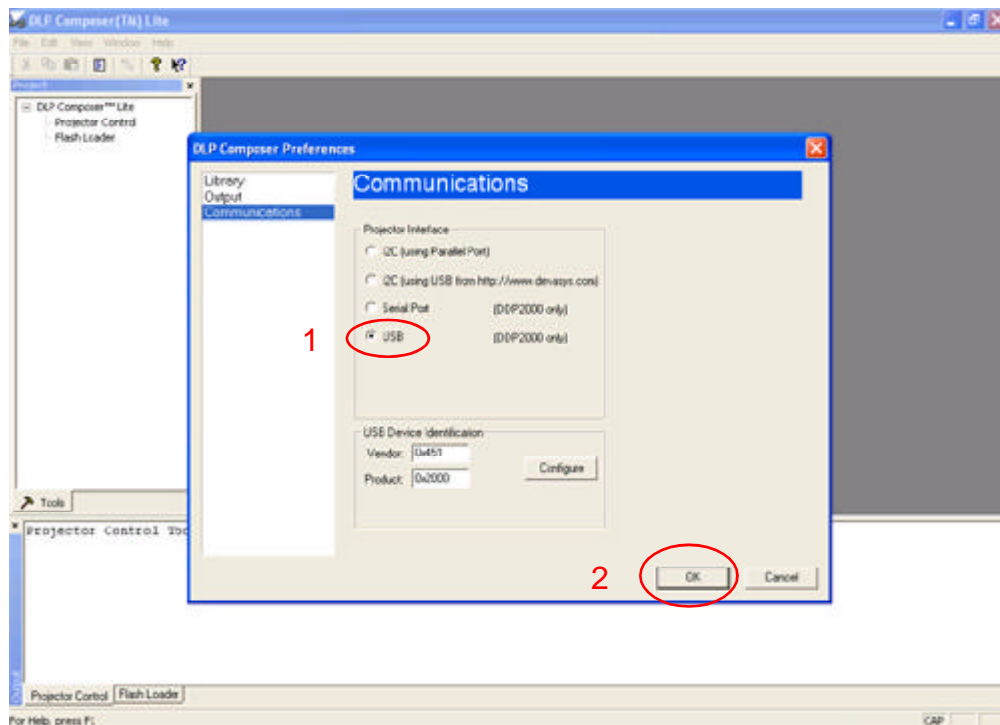 DLP Composer(TM) Lite
File Edit View Window Help
Project
DLP Composer™ Lite
Projector Control
Flash Loader
Tools
DLP Composer Preferences
Library
Output
Communications
Communications
Projector Interface
I2C (using Parallel Port)
I2C (using USB from http://www.devasys.com)
Serial Port (DDP2000 only)
1
USB (DDP2000 only)
USB Device Identification
Vendor: 0x451
Product: 0x2000
Configure
2
OK Cancel
Projector Control
Output
Projector Control Flash Loader
For Help, press F1 CAP